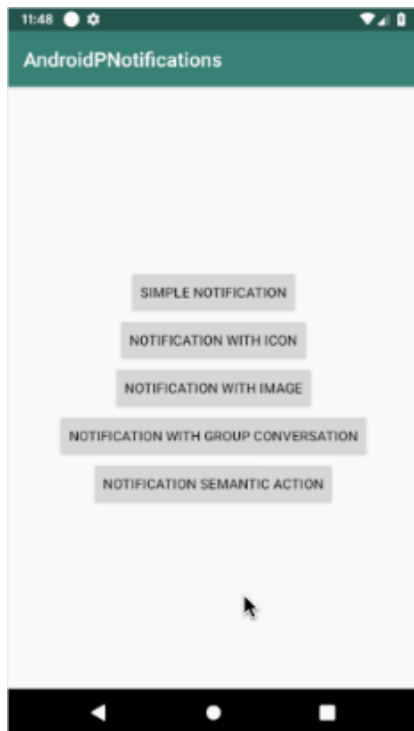 11:48
AndroidPNotifications
SIMPLE NOTIFICATION
NOTIFICATION WITH ICON
NOTIFICATION WITH IMAGE
NOTIFICATION WITH GROUP CONVERSATION
NOTIFICATION SEMANTIC ACTION